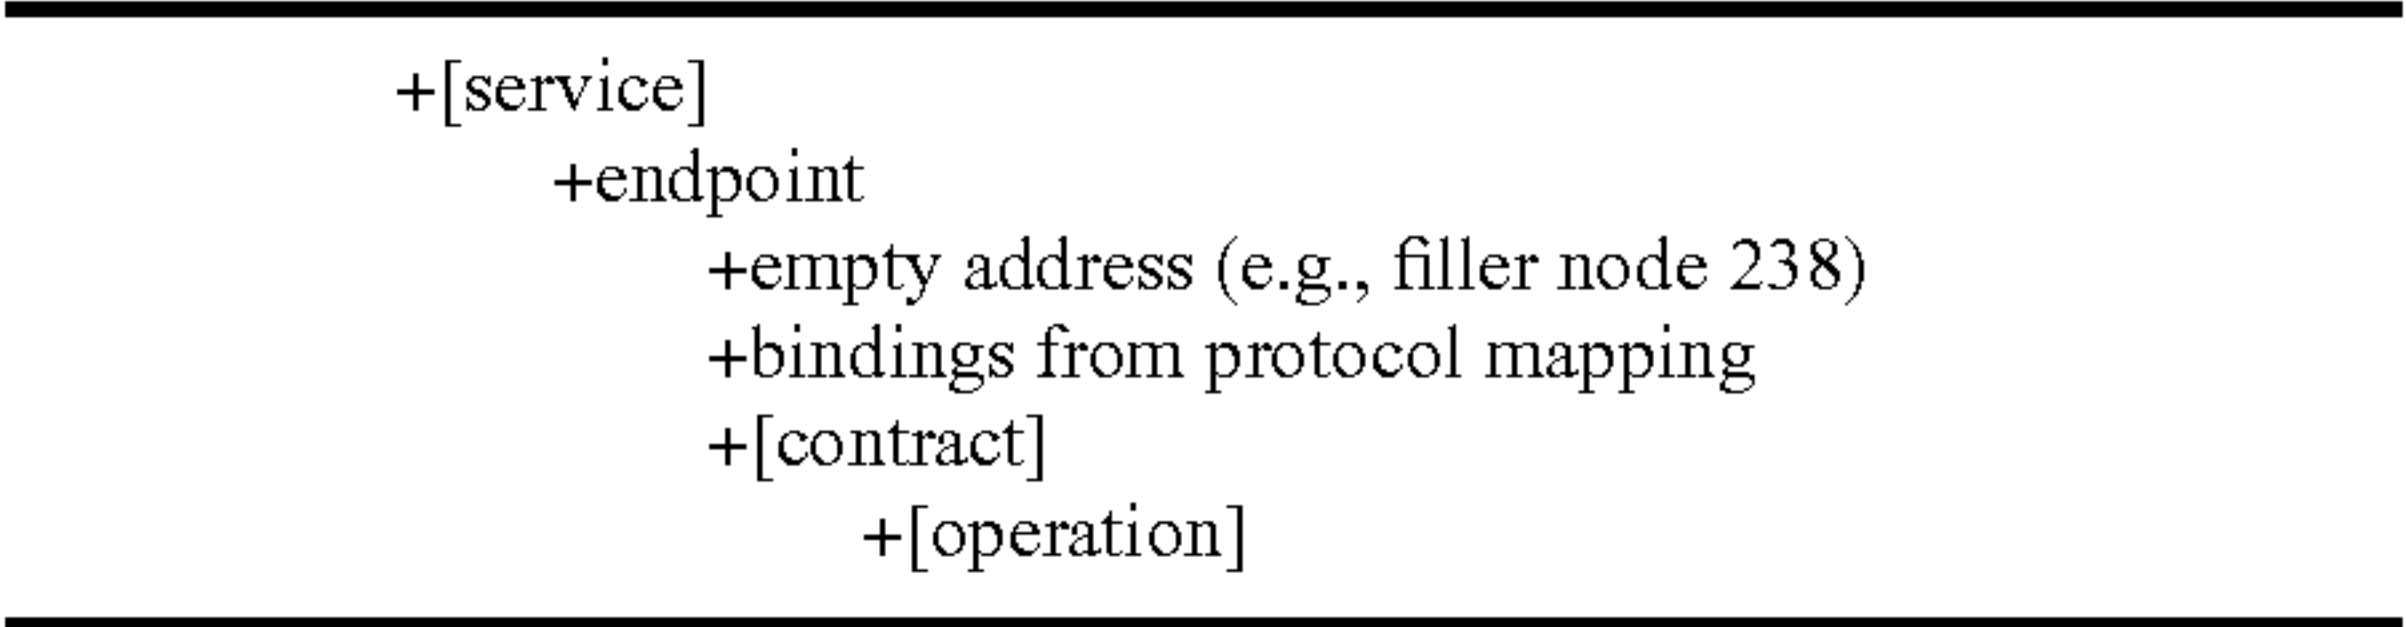 +[service]
+endpoint
+empty address (e.g., filler node 238)
+bindings from protocol mapping
+[contract]
+[operation]